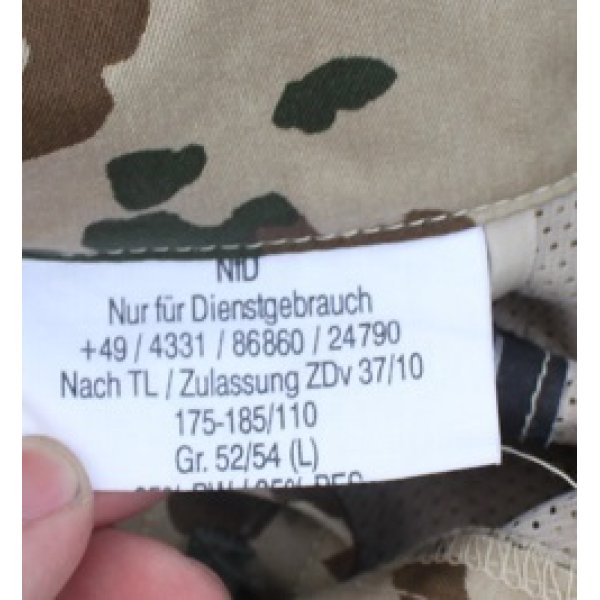 NfD
Nur für Dienstgebrauch
+49 / 4331 / 86860 / 24790
Nach TL / Zulassung ZDv 37/10
175-185/110
Gr. 52/54 (L)